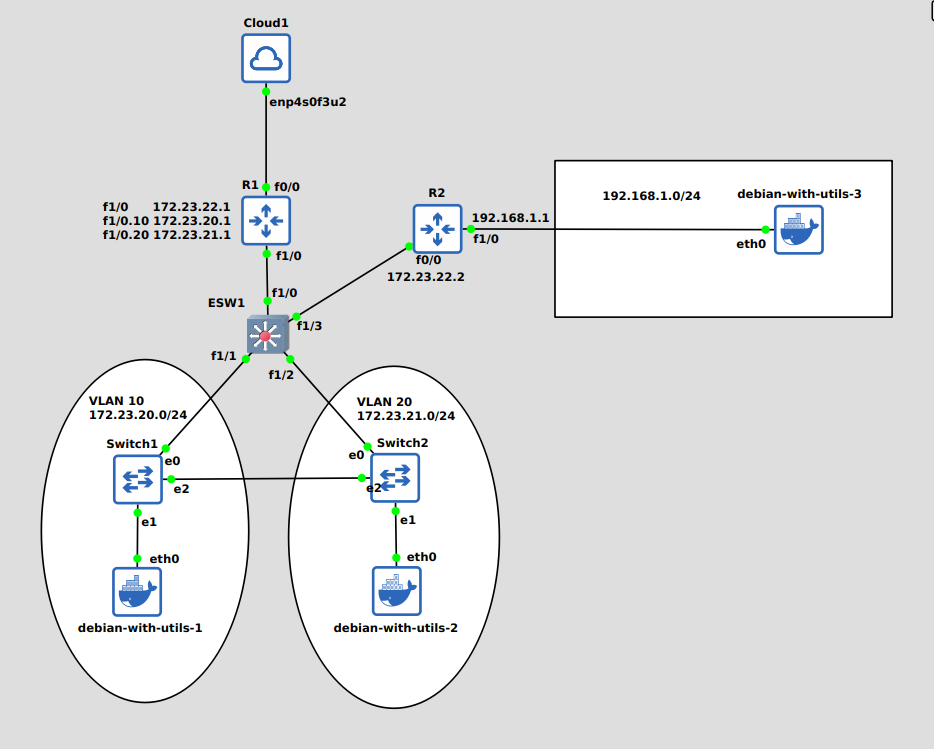 Cloud1
enp4s0f3u2
R1
f0/0
f1/0 172.23.22.1
f1/0.10 172.23.20.1
f1/0.20 172.23.21.1
f1/0
R2
192.168.1.1
f1/0
f0/0
172.23.22.2
192.168.1.0/24
debian-with-utils-3
eth0
f1/0
ESW1
f1/3
f1/1
f1/2
VLAN 10
172.23.20.0/24
Switch1
e0
e2
e1
eth0
debian-with-utils-1
VLAN 20
172.23.21.0/24
Switch2
e0
e2
e1
eth0
debian-with-utils-2